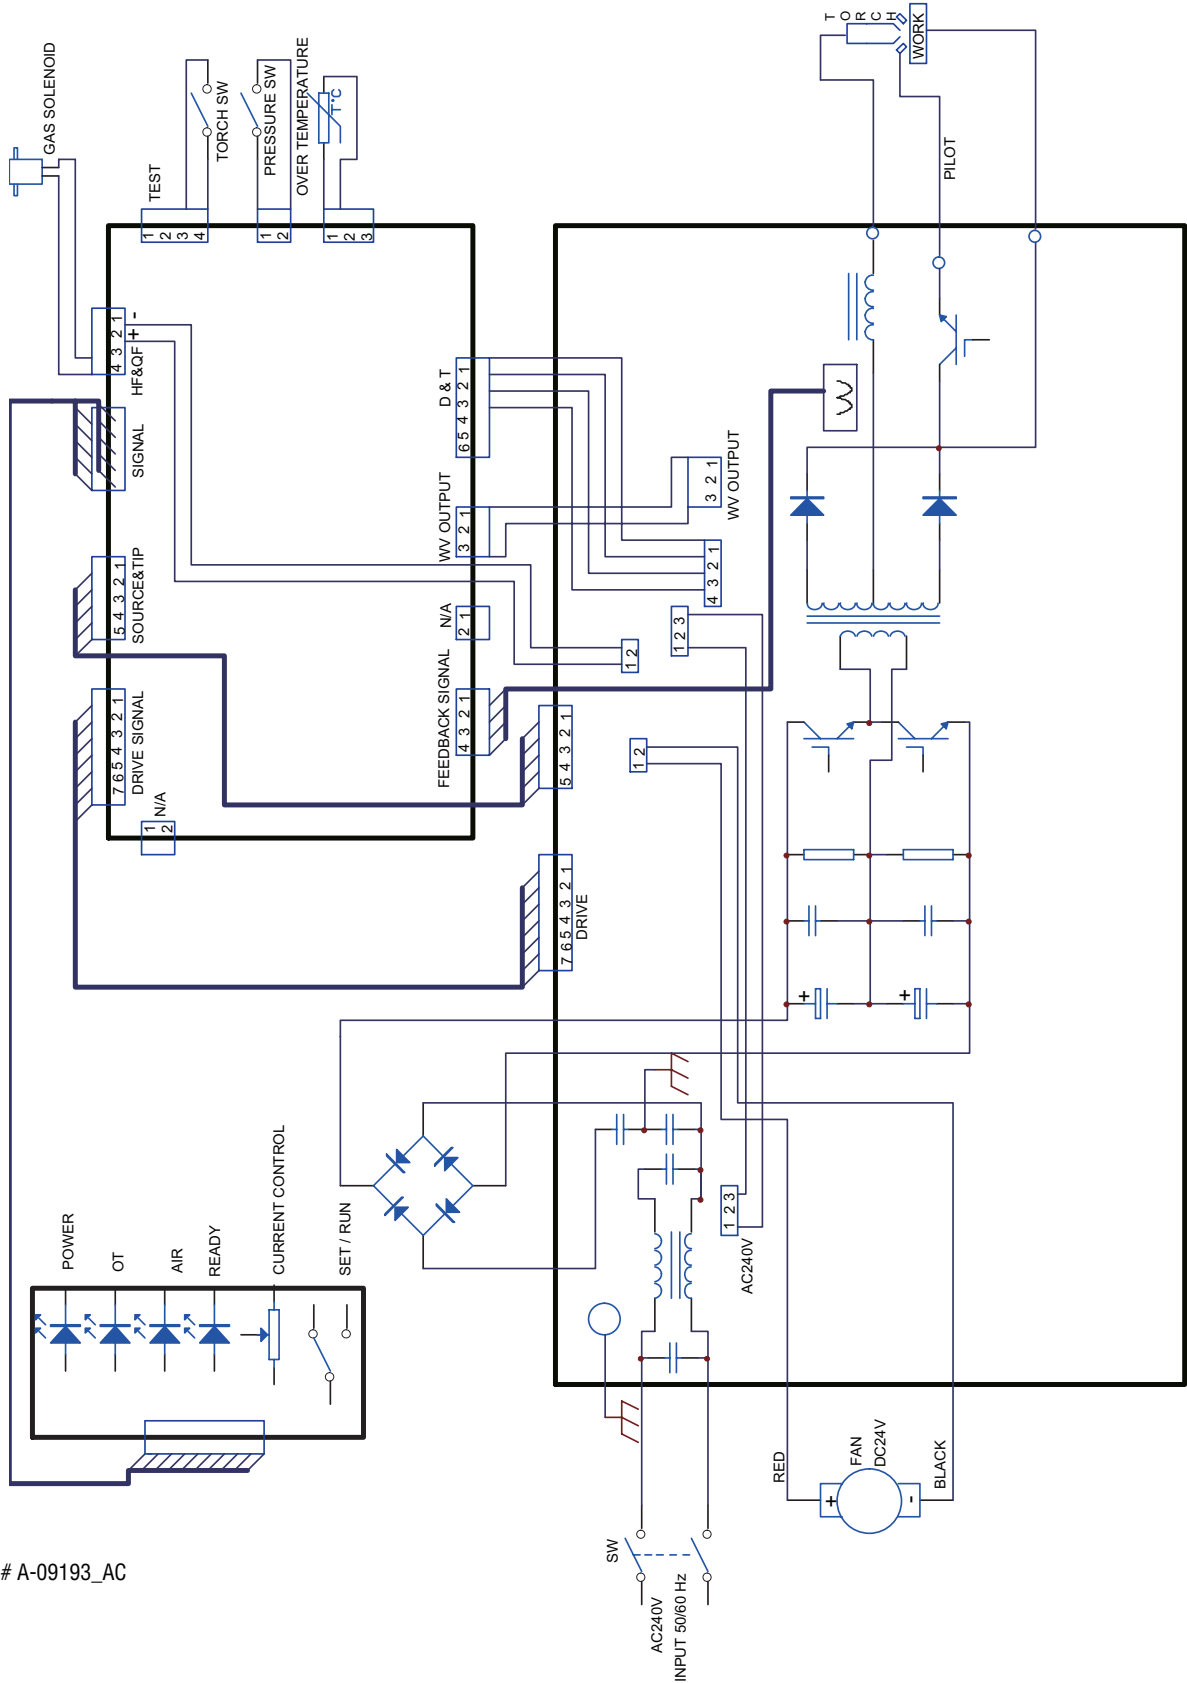 GAS SOLENOID
TEST
1 2 3 4
TORCH SW
1 2
PRESSURE SW
OVER TEMPERATURE
T°C
1 2 3
TORCH
WORK
PILOT
4 3 2 1
+ -
HF&QF
SIGNAL
5 4 3 2 1
SOURCE&TIP
7 6 5 4 3 2 1
DRIVE SIGNAL
1 2
N/A
D & T
6 5 4 3 2 1
WV OUTPUT
3 2 1
N/A
2 1
FEEDBACK SIGNAL
4 3 2 1
3 2 1
WV OUTPUT
4 3 2 1
1 2 3
1 2
5 4 3 2 1
1 2
7 6 5 4 3 2 1
DRIVE
+
+
POWER
OT
AIR
READY
CURRENT CONTROL
SET / RUN
1 2 3
AC240V
RED
+
FAN
DC24V
-
BLACK
SW
AC240V
INPUT 50/60 Hz
# A-09193_AC